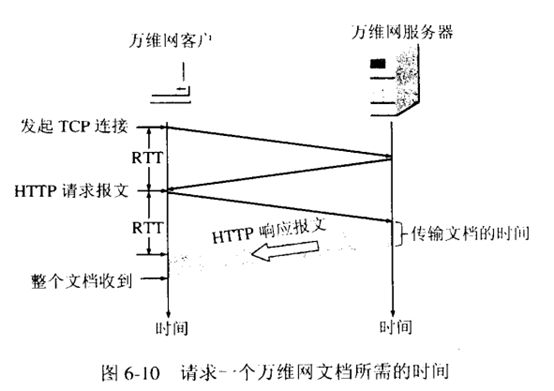 万维网客户
万维网服务器
发起 TCP 连接
RTT
HTTP 请求报文
RTT
HTTP 响应报文
传输文档的时间
整个文档收到
时间
时间
图 6-10 请求一个万维网文档所需的时间